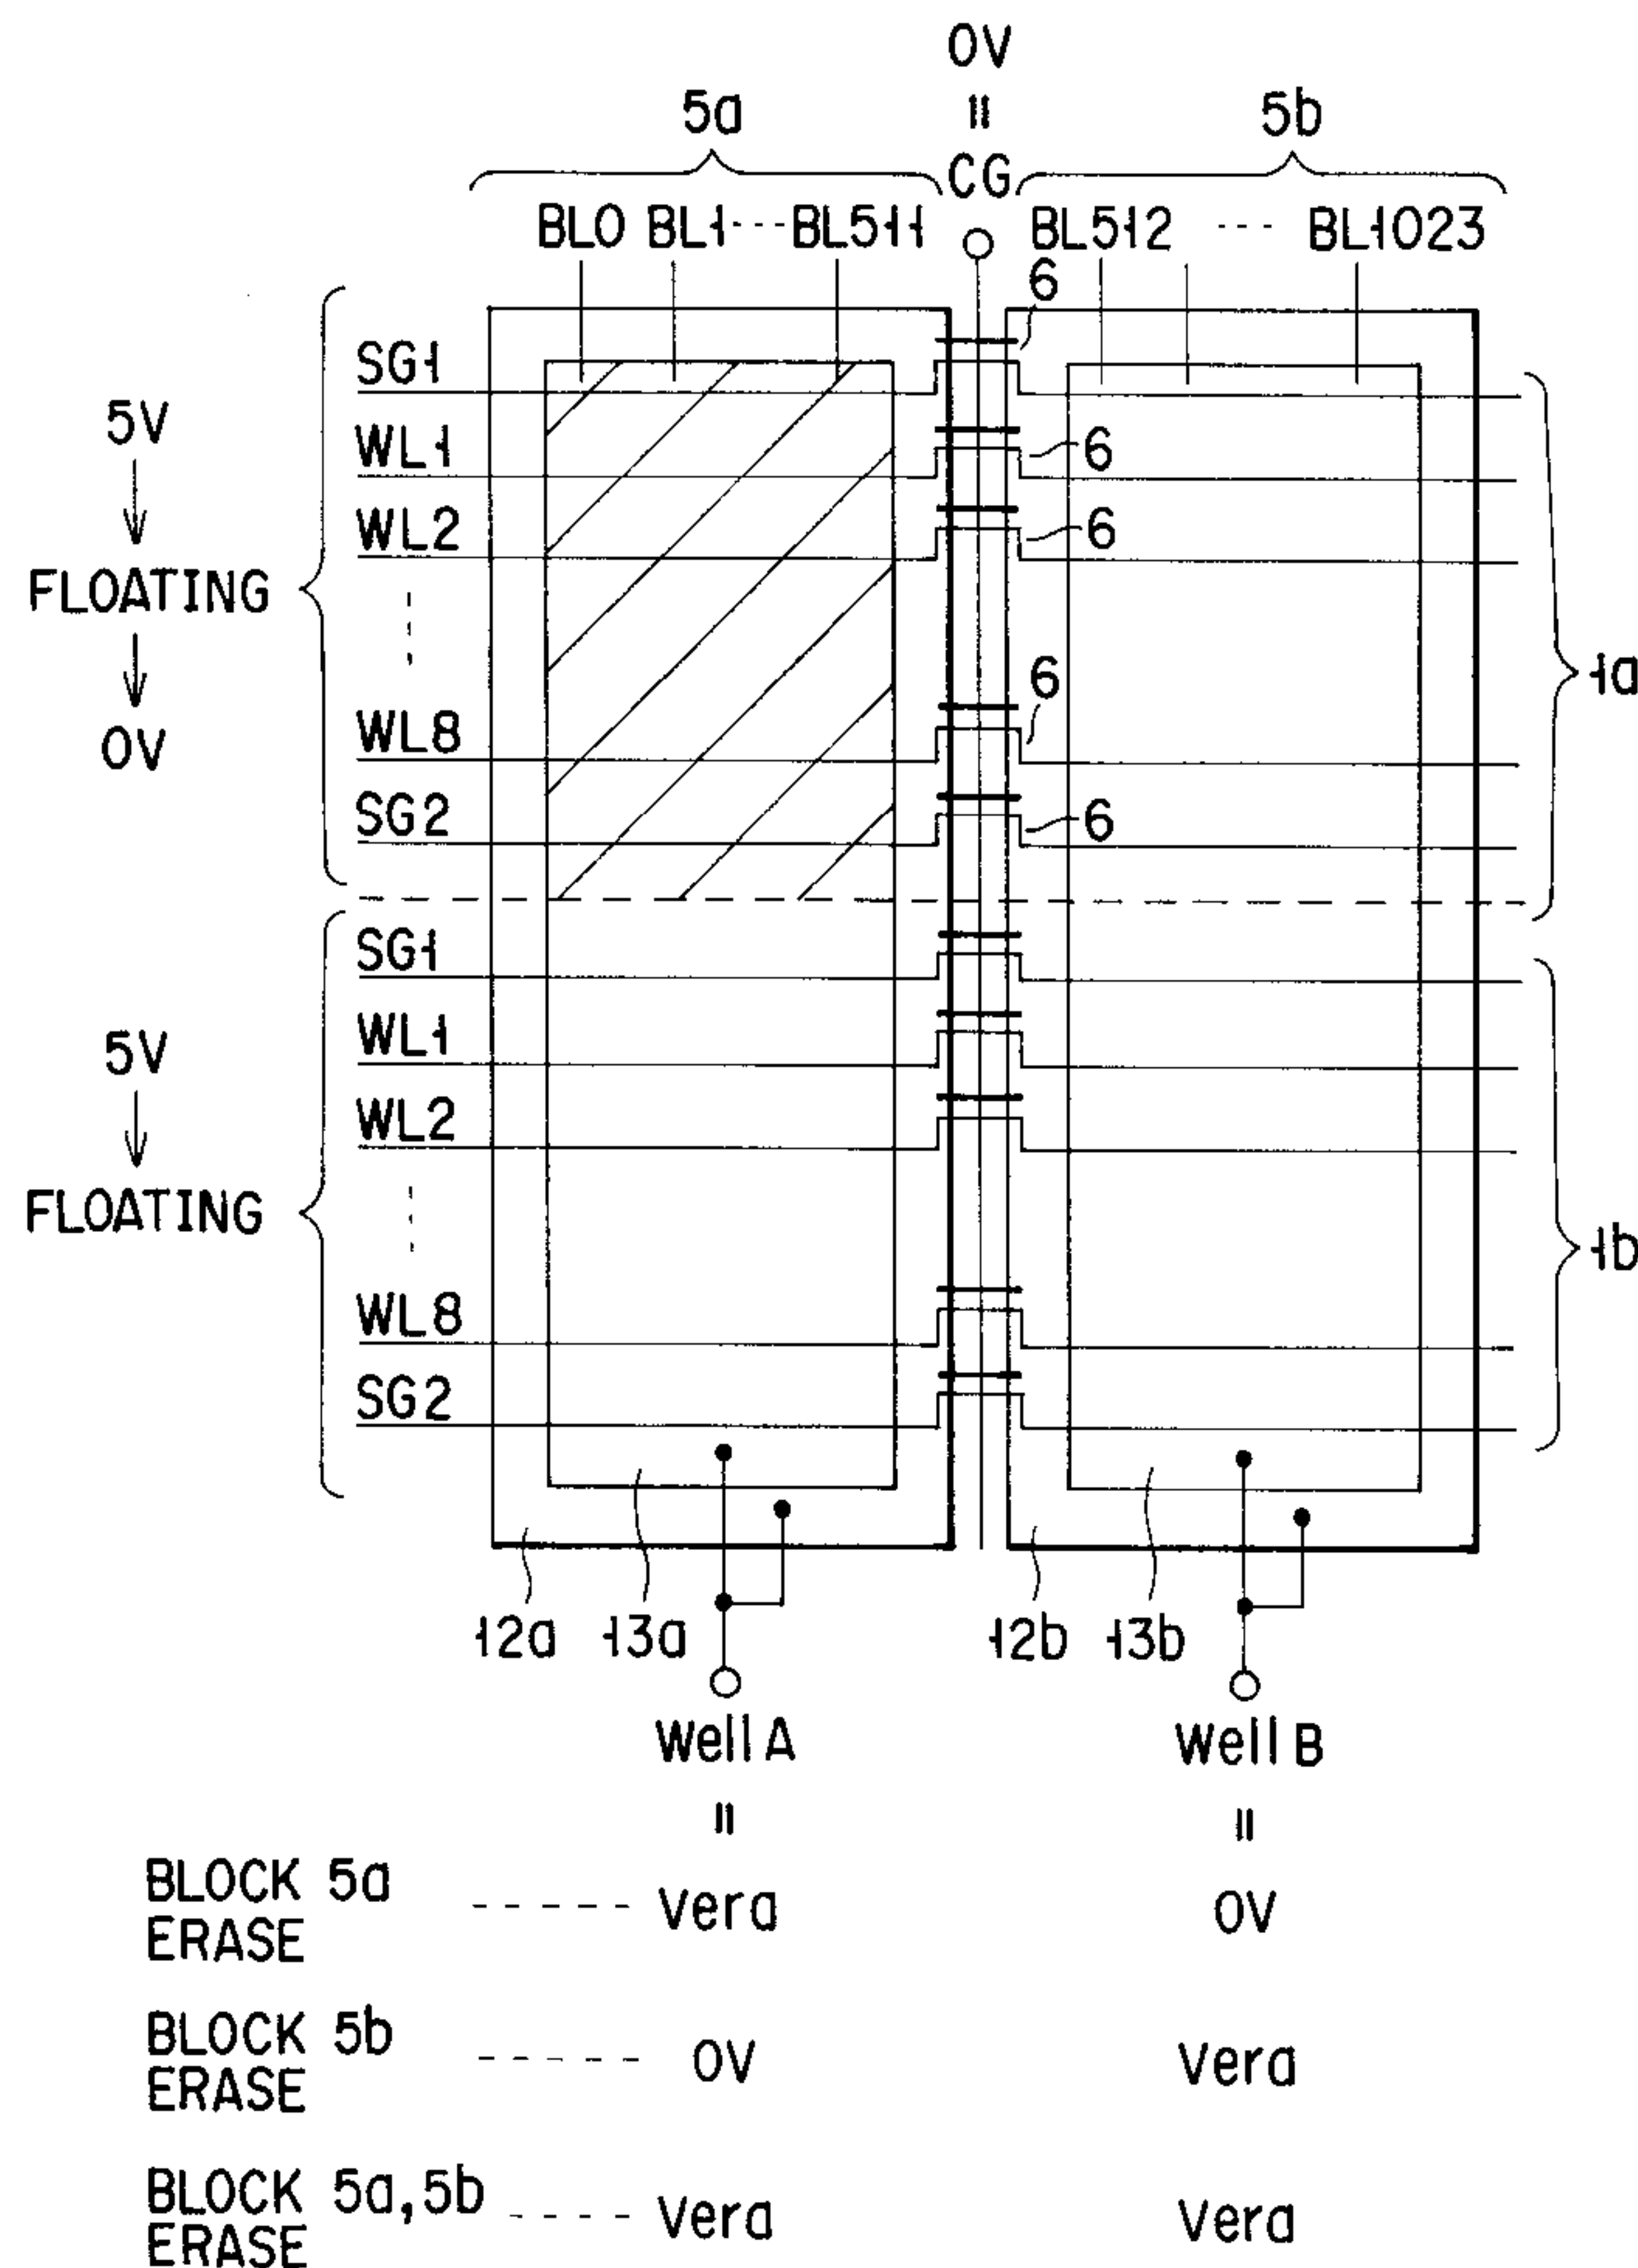 0V
=
5a CG 5b
BL0 BL1---BL511 BL512 --- BL1023
6
SG1
5V
WL1 6
WL2 6
FLOATING
1a
6
WL8
0V
SG2 6
SG1
5V
WL1
WL2
FLOATING
1b
WL8
SG2
12a 13a 12b 13b
Well A Well B
= =
BLOCK 5a
ERASE ------ Vera 0V
BLOCK 5b
ERASE ------ 0V Vera
BLOCK 5a,5b
ERASE ----- Vera Vera